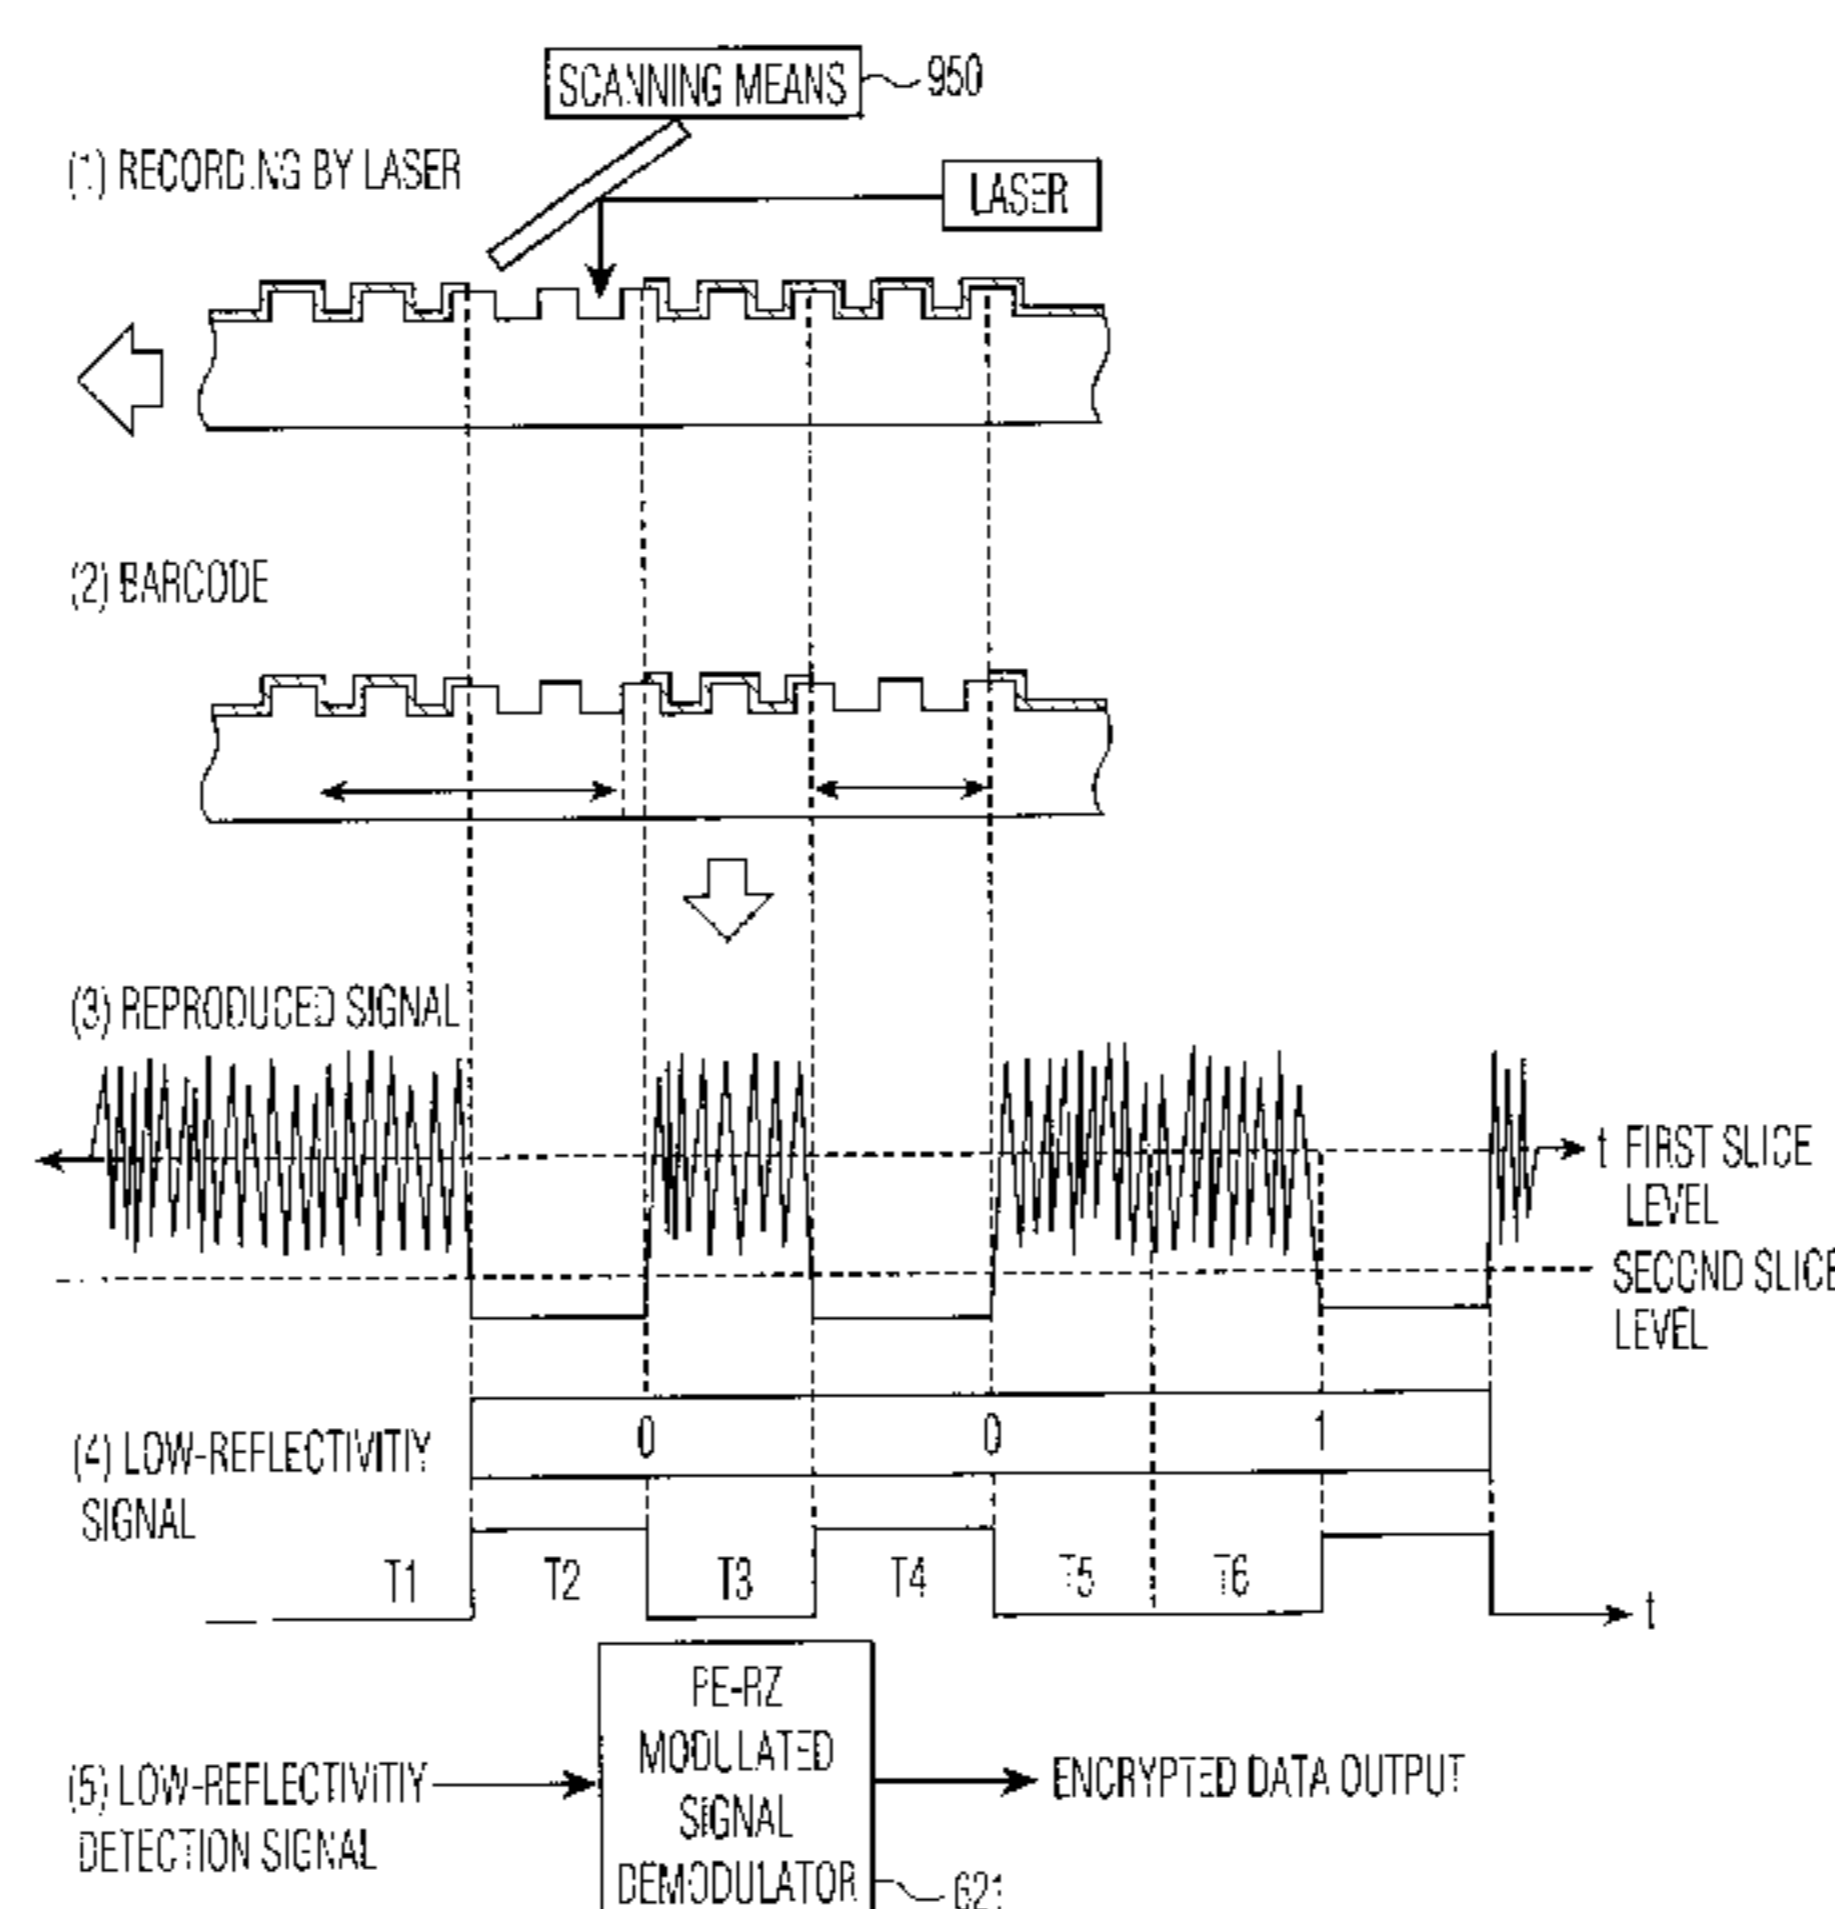 SCANNING MEANS
950
(1) RECORDING BY LASER
LASER
(2) BARCODE
(3) REPRODUCED SIGNAL
t FIRST SLICE
LEVEL
SECOND SLICE
LEVEL
0 0 1
(4) LOW-REFLECTIVITIY
SIGNAL
T1 T2 T3 T4 T5 T6
t
PE-RZ
MODULATED
SIGNAL
DEMODULATOR
621
(5) LOW-REFLECTIVITIY
DETECTION SIGNAL
ENCRYPTED DATA OUTPUT